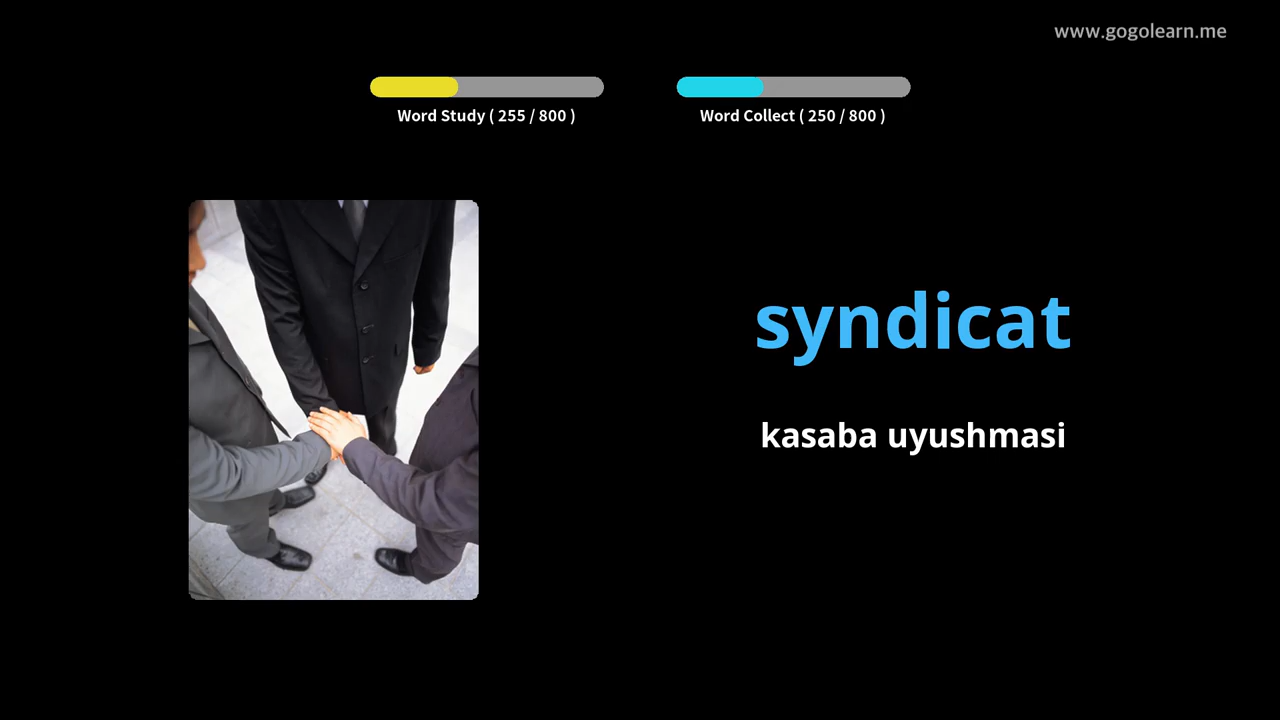 www.gogolearn.me
Word Study ( 255 / 800 )
Word Collect ( 250 / 800 )
syndicat
kasaba uyushmasi